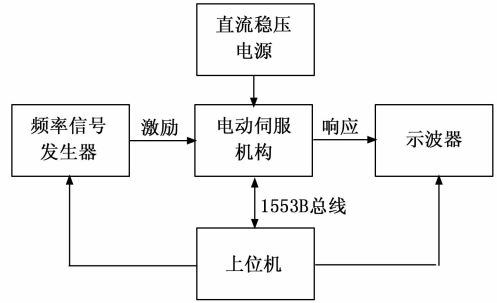 直流稳压
电源
频率信号
发生器
激励
电动伺服
机构
响应
示波器
1553B总线
上位机